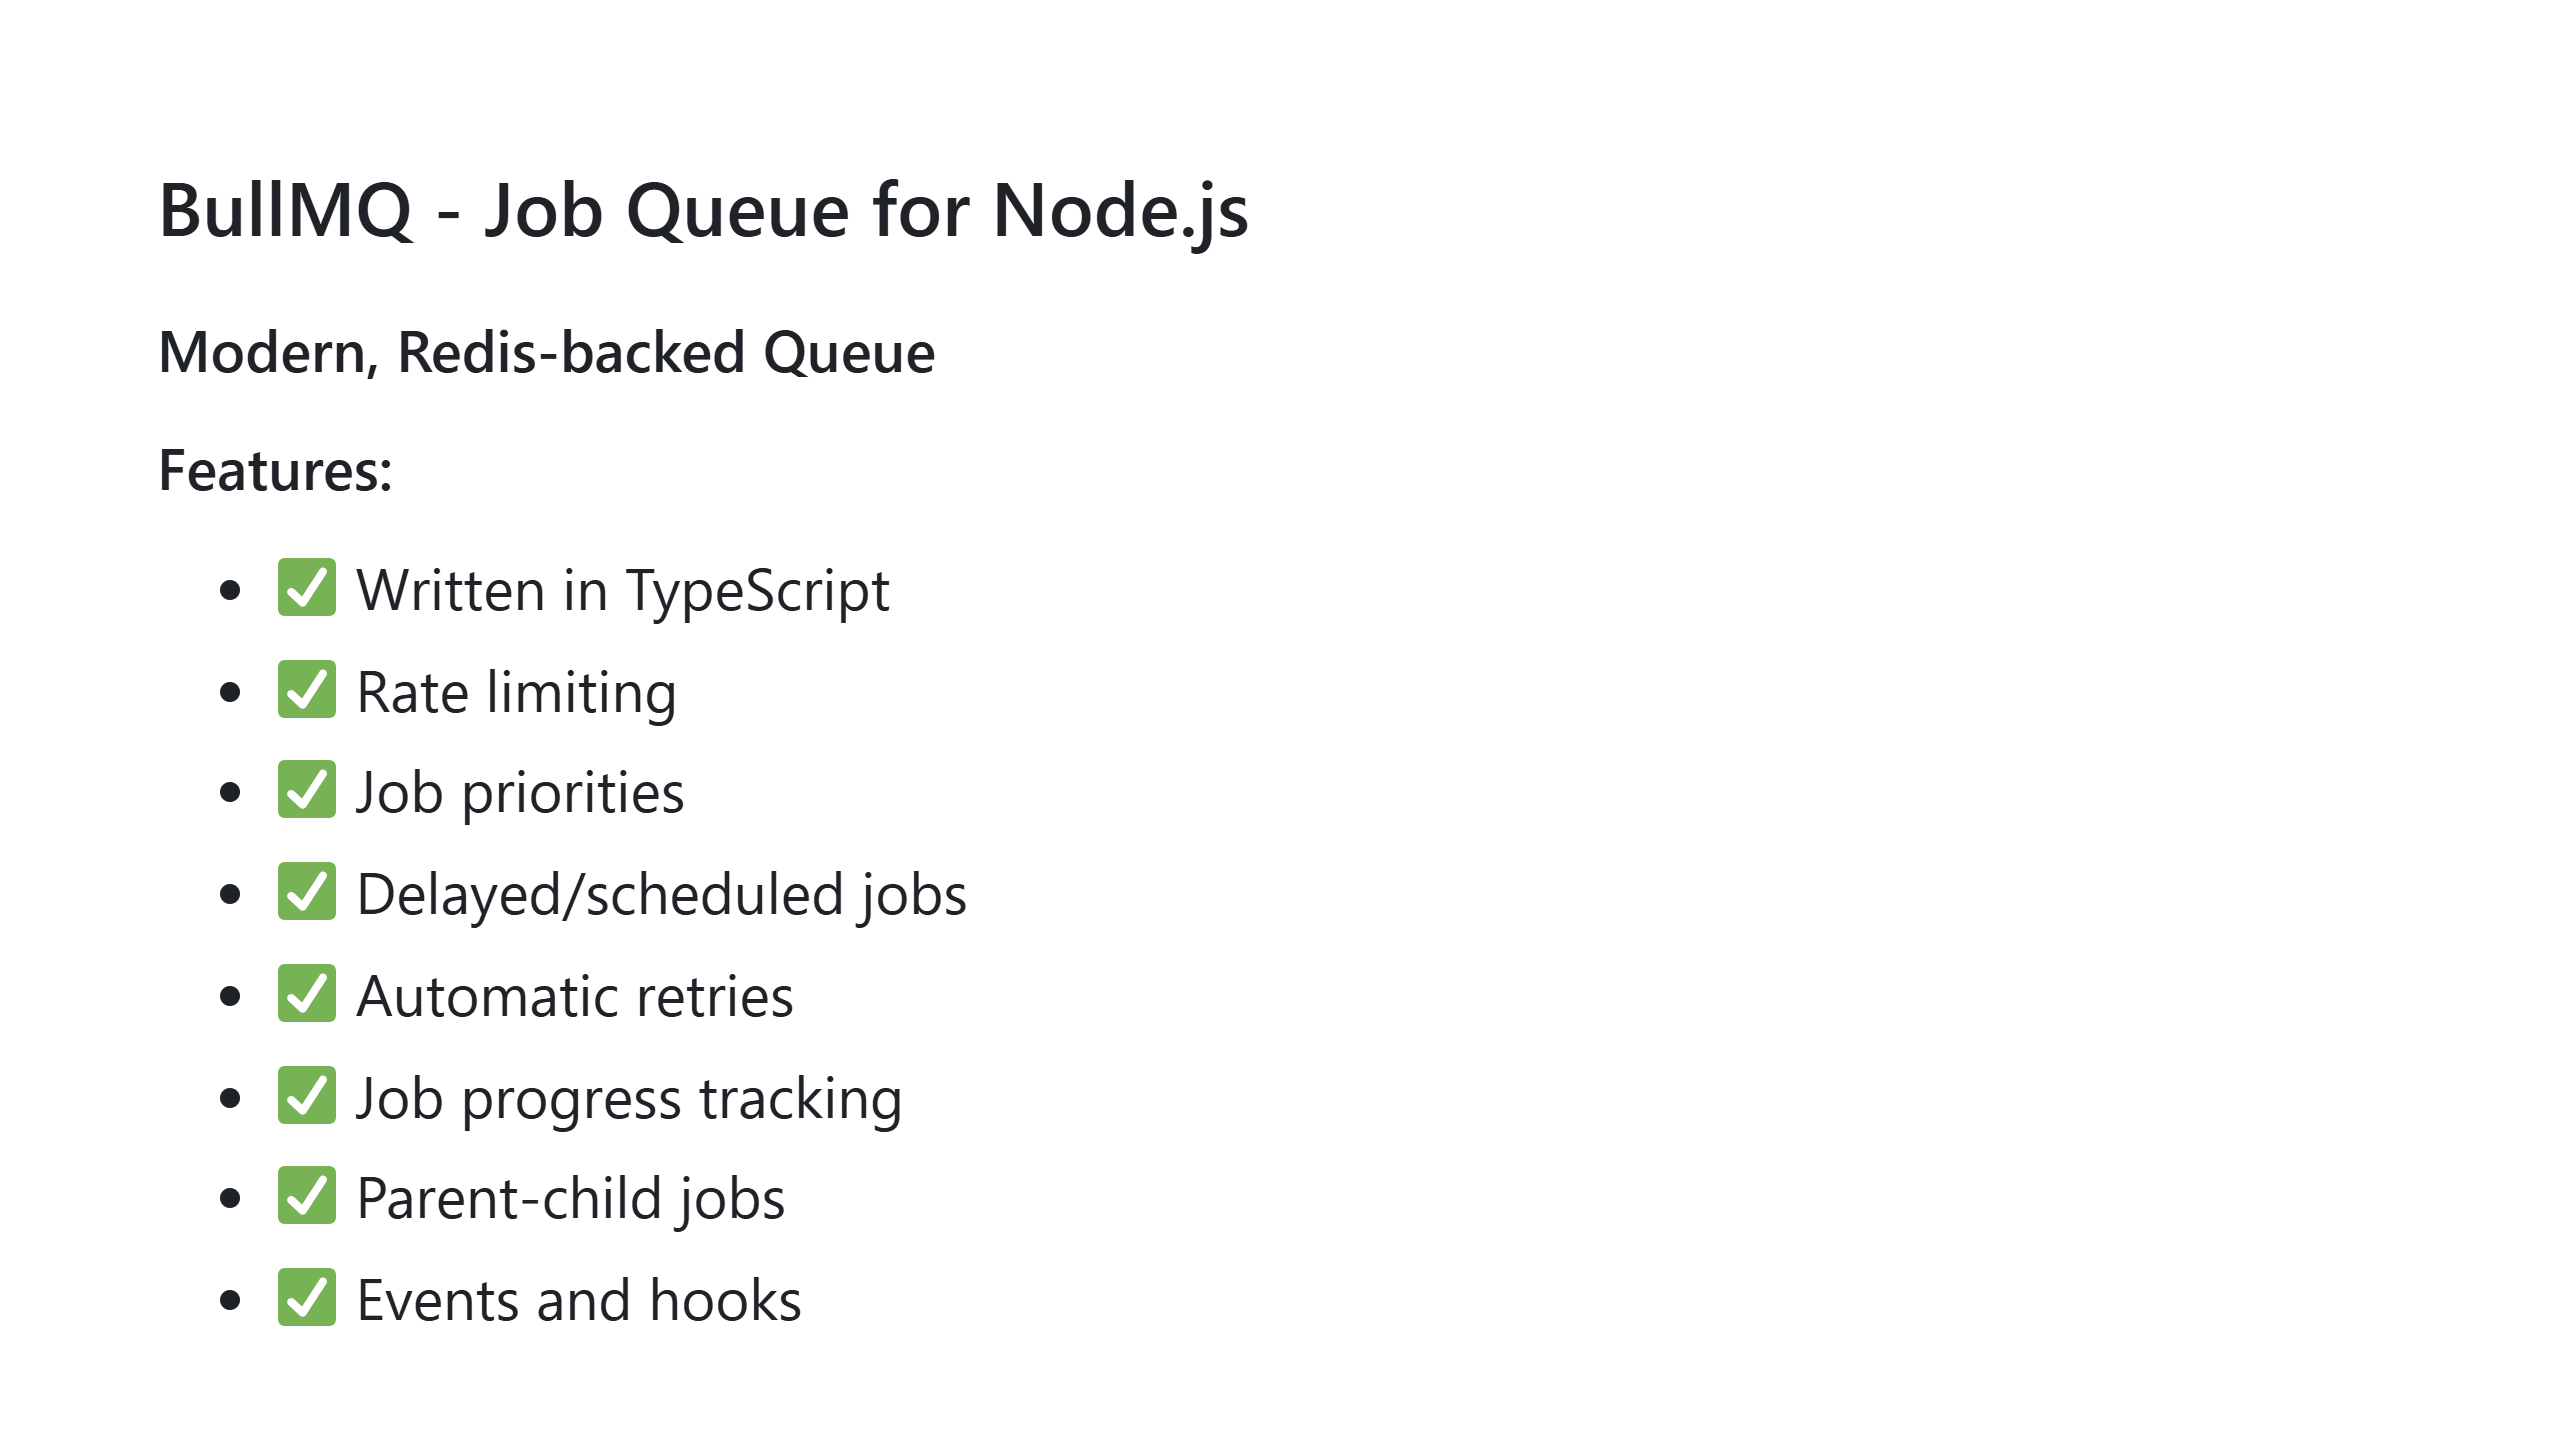 BullMQ - Job Queue for Node.js
Modern, Redis-backed Queue
Features:
• ✅ Written in TypeScript
• ✅ Rate limiting
• ✅ Job priorities
• ✅ Delayed/scheduled jobs
• ✅ Automatic retries
• ✅ Job progress tracking
• ✅ Parent-child jobs
• ✅ Events and hooks